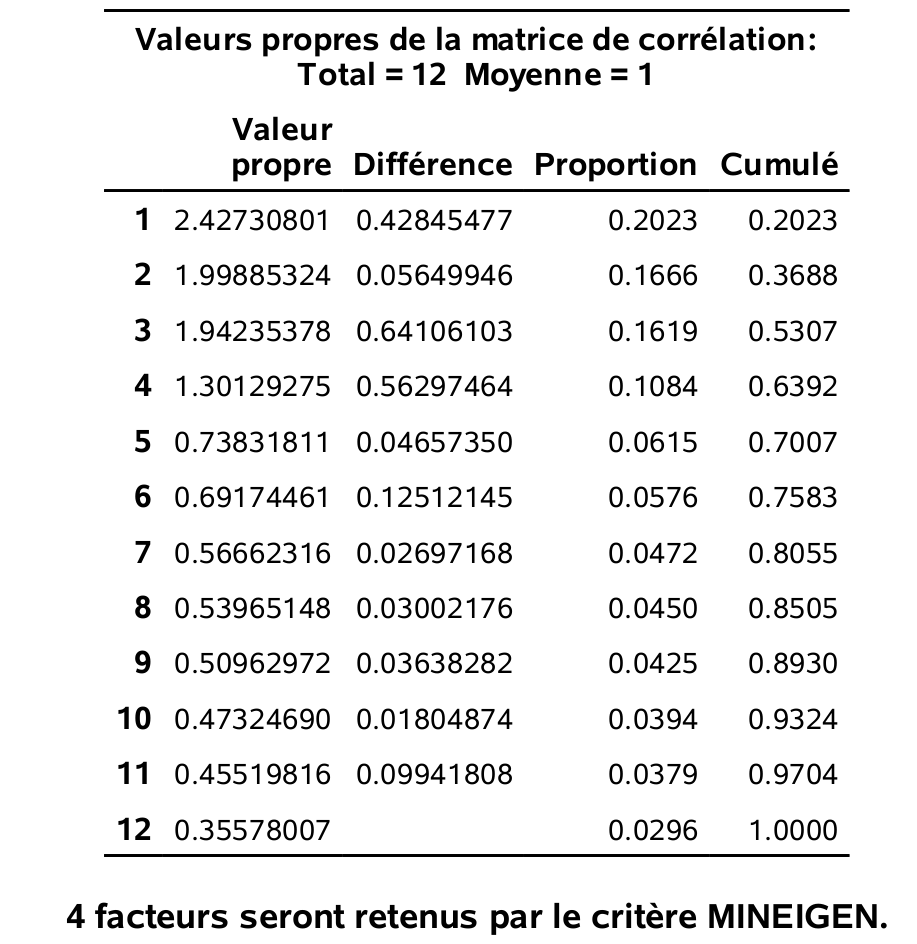 Valeurs propres de la matrice de corrélation:
Total = 12 Moyenne = 1
Valeur
propre Différence Proportion Cumulé
1 2.42730801 0.42845477 0.2023 0.2023
2 1.99885324 0.05649946 0.1666 0.3688
3 1.94235378 0.64106103 0.1619 0.5307
4 1.30129275 0.56297464 0.1084 0.6392
5 0.73831811 0.04657350 0.0615 0.7007
6 0.69174461 0.12512145 0.0576 0.7583
7 0.56662316 0.02697168 0.0472 0.8055
8 0.53965148 0.03002176 0.0450 0.8505
9 0.50962972 0.03638282 0.0425 0.8930
10 0.47324690 0.01804874 0.0394 0.9324
11 0.45519816 0.09941808 0.0379 0.9704
12 0.35578007 0.0296 1.0000
4 facteurs seront retenus par le critère MINEIGEN.